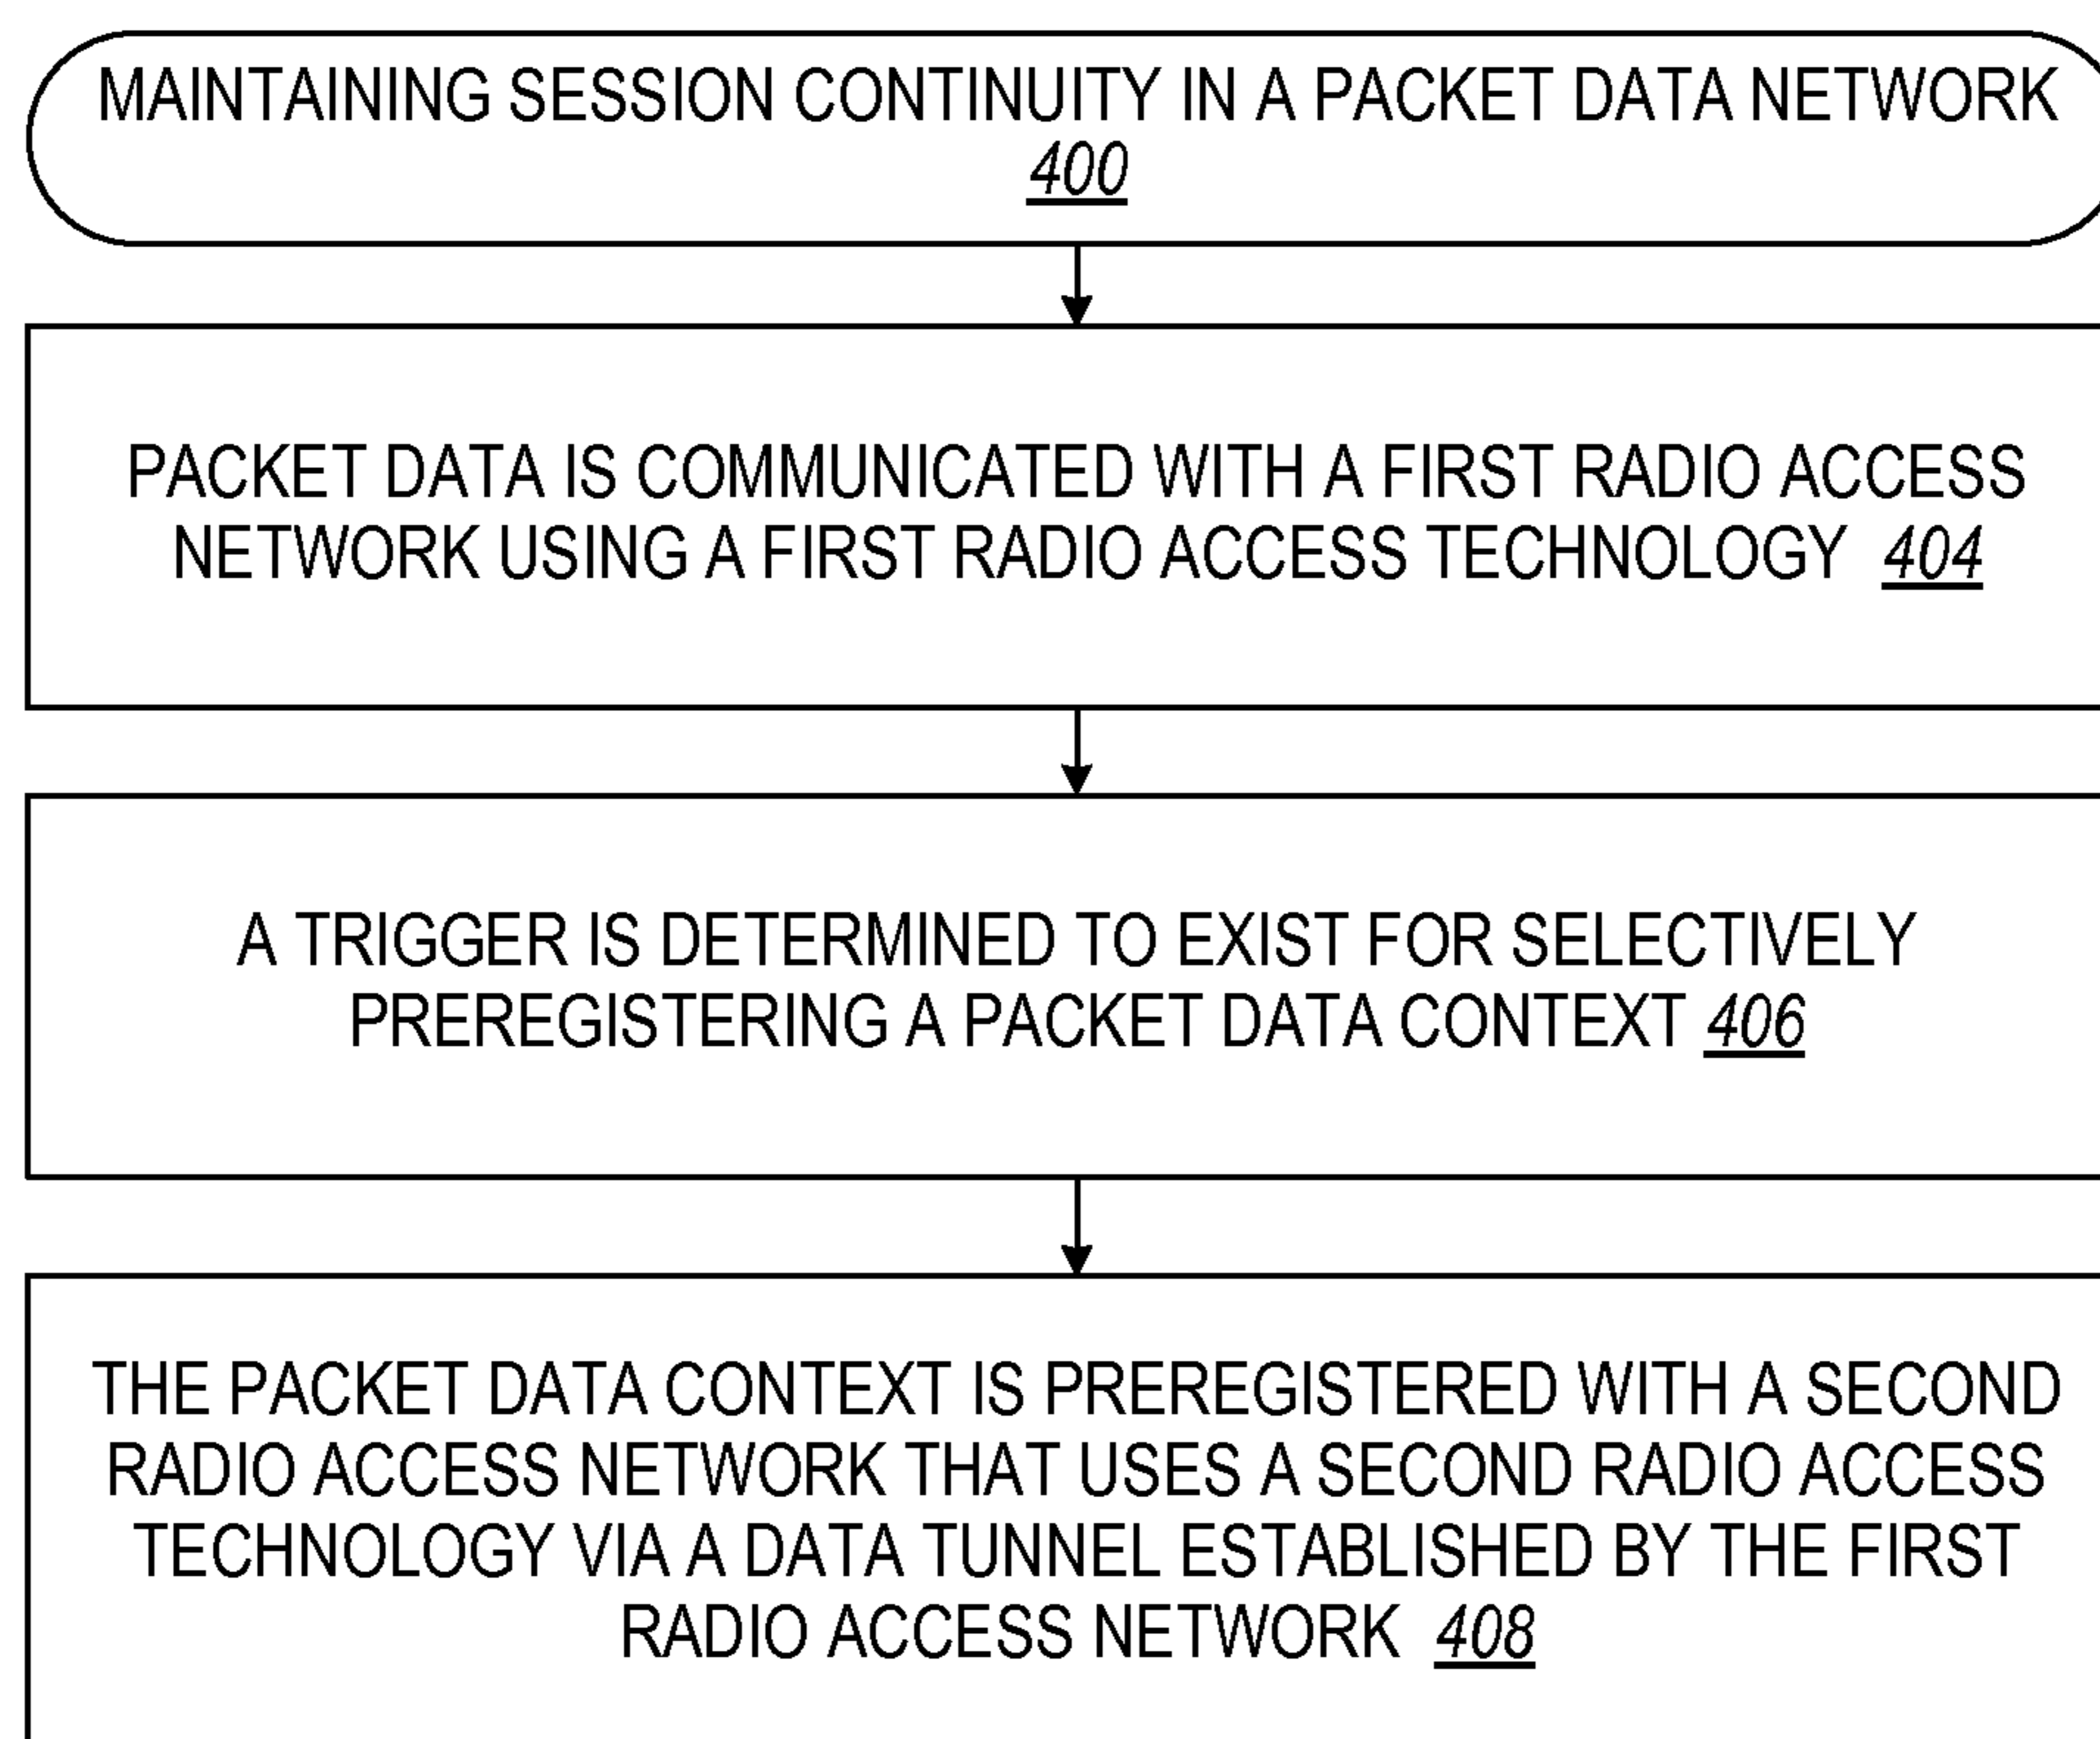 MAINTAINING SESSION CONTINUITY IN A PACKET DATA NETWORK
400
PACKET DATA IS COMMUNICATED WITH A FIRST RADIO ACCESS
NETWORK USING A FIRST RADIO ACCESS TECHNOLOGY 404
A TRIGGER IS DETERMINED TO EXIST FOR SELECTIVELY
PREREGISTERING A PACKET DATA CONTEXT 406
THE PACKET DATA CONTEXT IS PREREGISTERED WITH A SECOND
RADIO ACCESS NETWORK THAT USES A SECOND RADIO ACCESS
TECHNOLOGY VIA A DATA TUNNEL ESTABLISHED BY THE FIRST
RADIO ACCESS NETWORK 408